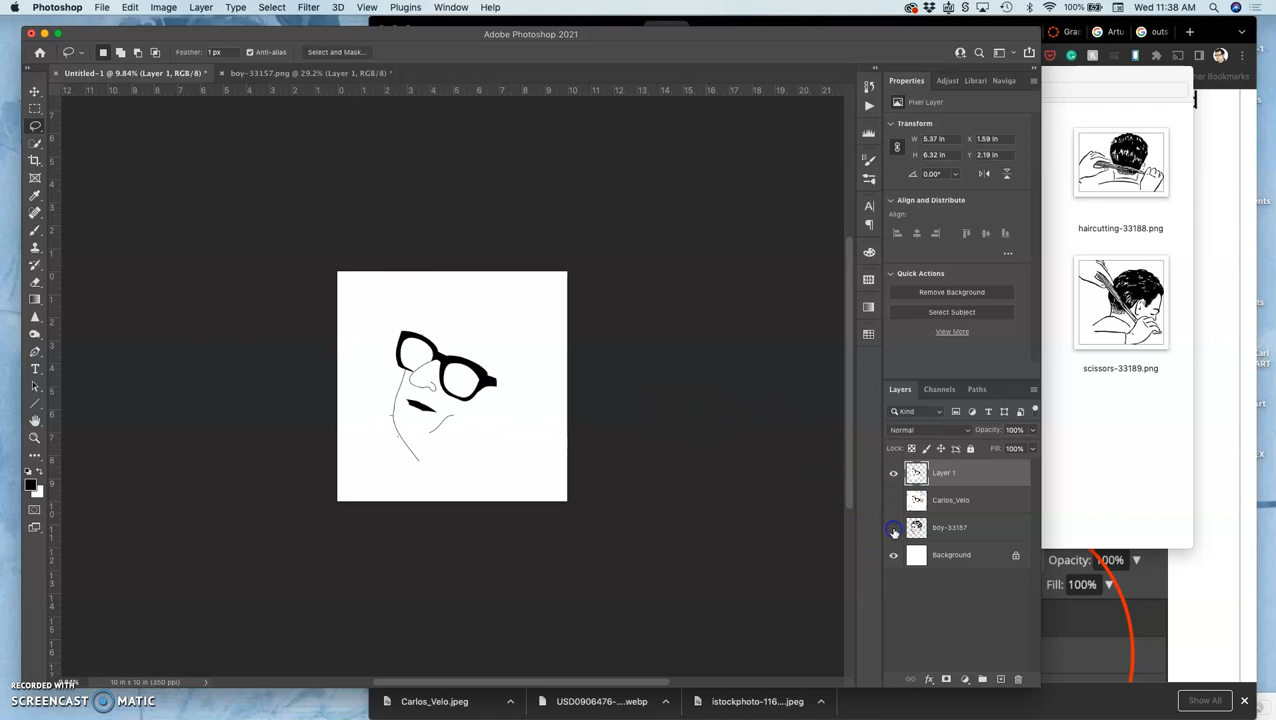 Photoshop File Edit Image Layer Type Select Filter 3D View Plugins Window Help
100% Wed 11:38 AM
Adobe Photoshop 2021
Grac
Artu
outs
Feather: 1 px Anti-alias Select and Mask...
Untitled-1 @ 9.84% (Layer 1, RGB/8) *
boy-33157.png @ 29.2% (Layer 1, RGB/8) *
Properties Adjust Librari Naviga
her Bookmarks
Pixel Layer
Transform
W 5.37 in X 1.59 in
H 6.32 in Y 2.19 in
0.00°
Align and Distribute
Align:
Quick Actions
Remove Background
Select Subject
View More
haircutting-33188.png
scissors-33189.png
Layers Channels Paths
Kind
Normal Opacity: 100%
Lock: Fill: 100%
Layer 1
Carlos_Velo
boy-33157
Background
Opacity: 100%
Fill: 100%
10 in x 10 in (350 ppi)
RECORDED WITH
SCREENCAST MATIC
Carlos_Velo.jpeg
USD0906476-....webp
istockphoto-116....jpeg
Show All